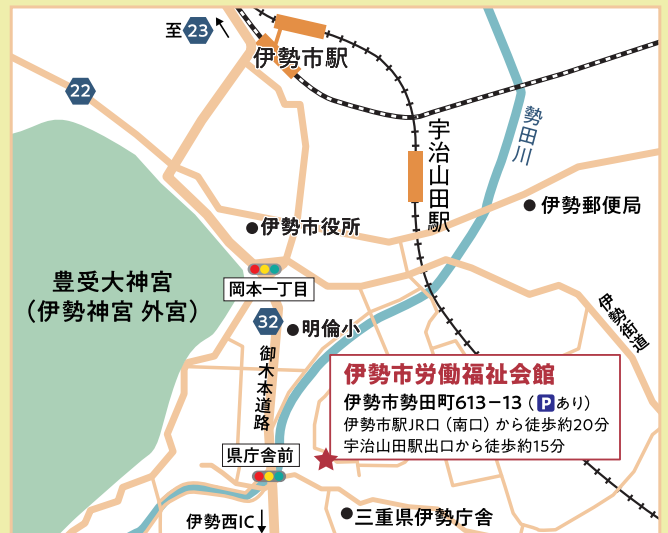 至 23
伊勢市駅
22
宇治山田駅
勢田川
伊勢郵便局
伊勢市役所
豊受大神宮
（伊勢神宮 外宮）
岡本一丁目
32
明倫小
伊勢街道
御木本道路
伊勢市労働福祉会館
伊勢市勢田町613－13（Pあり）
伊勢市駅JR口（南口）から徒歩約20分
宇治山田駅出口から徒歩約15分
県庁舎前
伊勢西IC↓
三重県伊勢庁舎